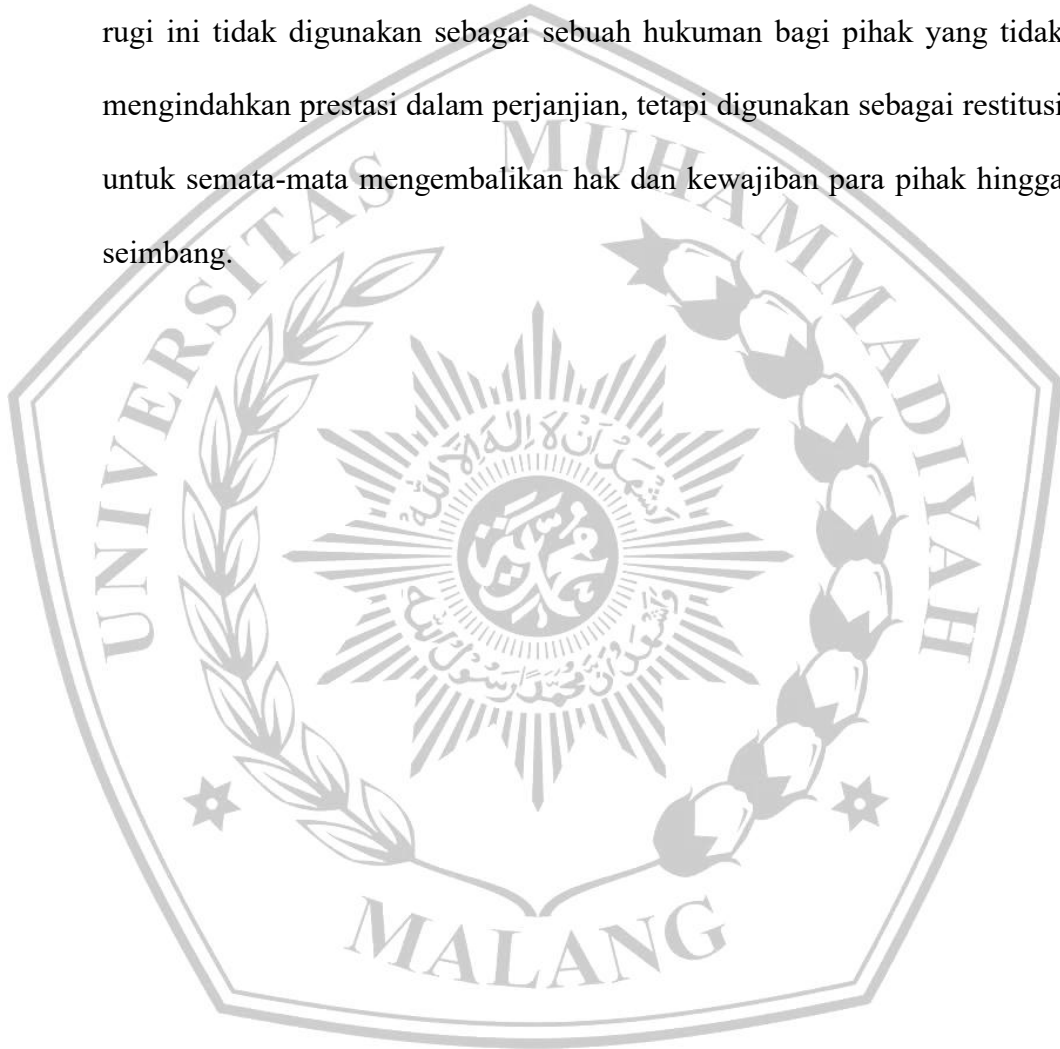 rugi ini tidak digunakan sebagai sebuah hukuman bagi pihak yang tidak
mengindahkan prestasi dalam perjanjian, tetapi digunakan sebagai restitusi
untuk semata-mata mengembalikan hak dan kewajiban para pihak hingga
seimbang.
UNIVERSITAS MUHAMMADIYAH
MALANG